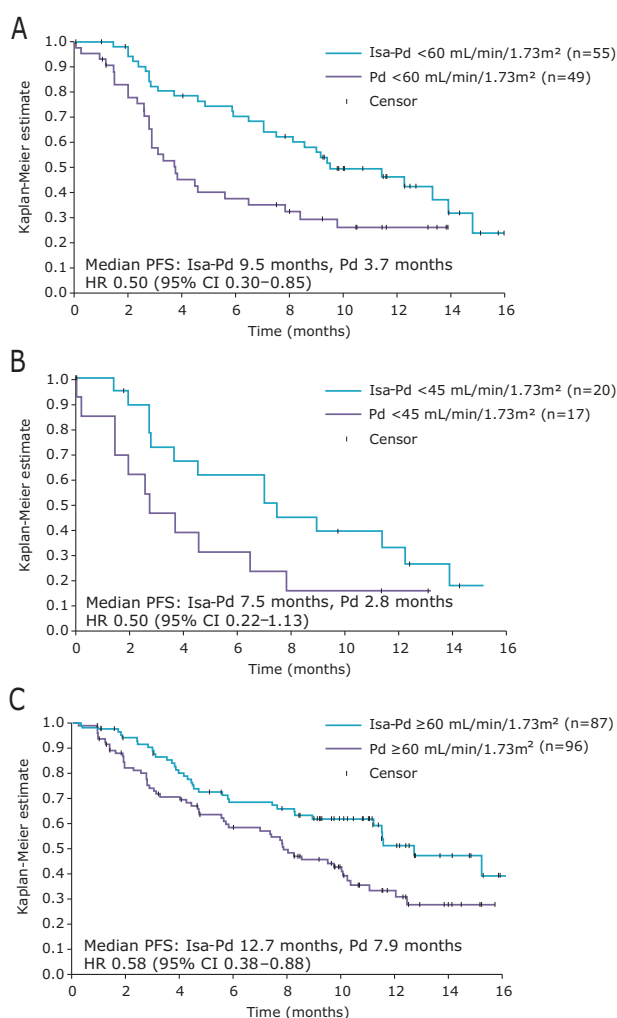 A
Isa-Pd <60 mL/min/1.73m² (n=55)
Pd <60 mL/min/1.73m² (n=49)
Censor
Kaplan-Meier estimate
1.0
0.9
0.8
0.7
0.6
0.5
0.4
0.3
0.2
0.1
0.0
Median PFS: Isa-Pd 9.5 months, Pd 3.7 months
HR 0.50 (95% CI 0.30–0.85)
0 2 4 6 8 10 12 14 16
Time (months)
B
Isa-Pd <45 mL/min/1.73m² (n=20)
Pd <45 mL/min/1.73m² (n=17)
Censor
Kaplan-Meier estimate
1.0
0.9
0.8
0.7
0.6
0.5
0.4
0.3
0.2
0.1
0.0
Median PFS: Isa-Pd 7.5 months, Pd 2.8 months
HR 0.50 (95% CI 0.22–1.13)
0 2 4 6 8 10 12 14 16
Time (months)
C
Isa-Pd ≥60 mL/min/1.73m² (n=87)
Pd ≥60 mL/min/1.73m² (n=96)
Censor
Kaplan-Meier estimate
1.0
0.9
0.8
0.7
0.6
0.5
0.4
0.3
0.2
0.1
0.0
Median PFS: Isa-Pd 12.7 months, Pd 7.9 months
HR 0.58 (95% CI 0.38–0.88)
0 2 4 6 8 10 12 14 16
Time (months)